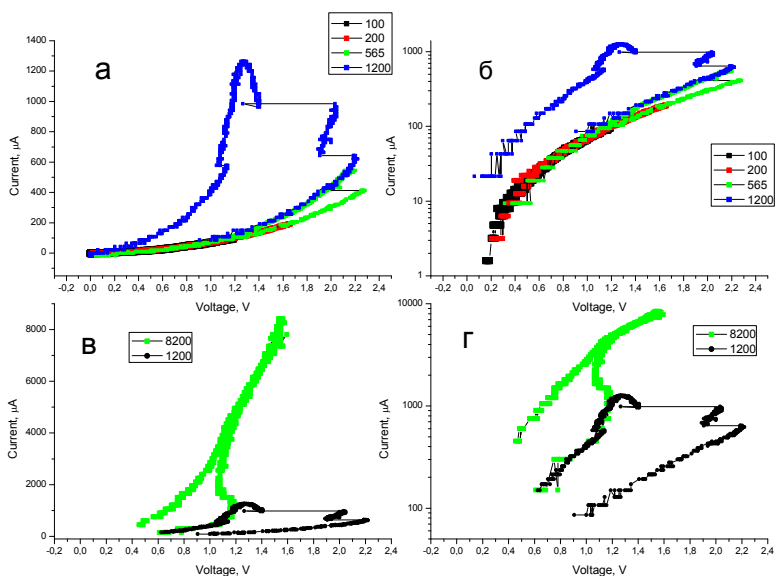 а
1400
1200
1000
800
600
400
200
0
Current, µA
-0,2 0,0 0,2 0,4 0,6 0,8 1,0 1,2 1,4 1,6 1,8 2,0 2,2 2,4
Voltage, V
100
200
565
1200
б
1000
100
10
1
Current, µA
-0,2 0,0 0,2 0,4 0,6 0,8 1,0 1,2 1,4 1,6 1,8 2,0 2,2 2,4
Voltage, V
100
200
565
1200
в
8000
6000
4000
2000
0
Current, µA
-0,2 0,0 0,2 0,4 0,6 0,8 1,0 1,2 1,4 1,6 1,8 2,0 2,2 2,4
Voltage, V
8200
1200
г
10000
1000
100
Current, µA
-0,2 0,0 0,2 0,4 0,6 0,8 1,0 1,2 1,4 1,6 1,8 2,0 2,2 2,4
Voltage, V
8200
1200